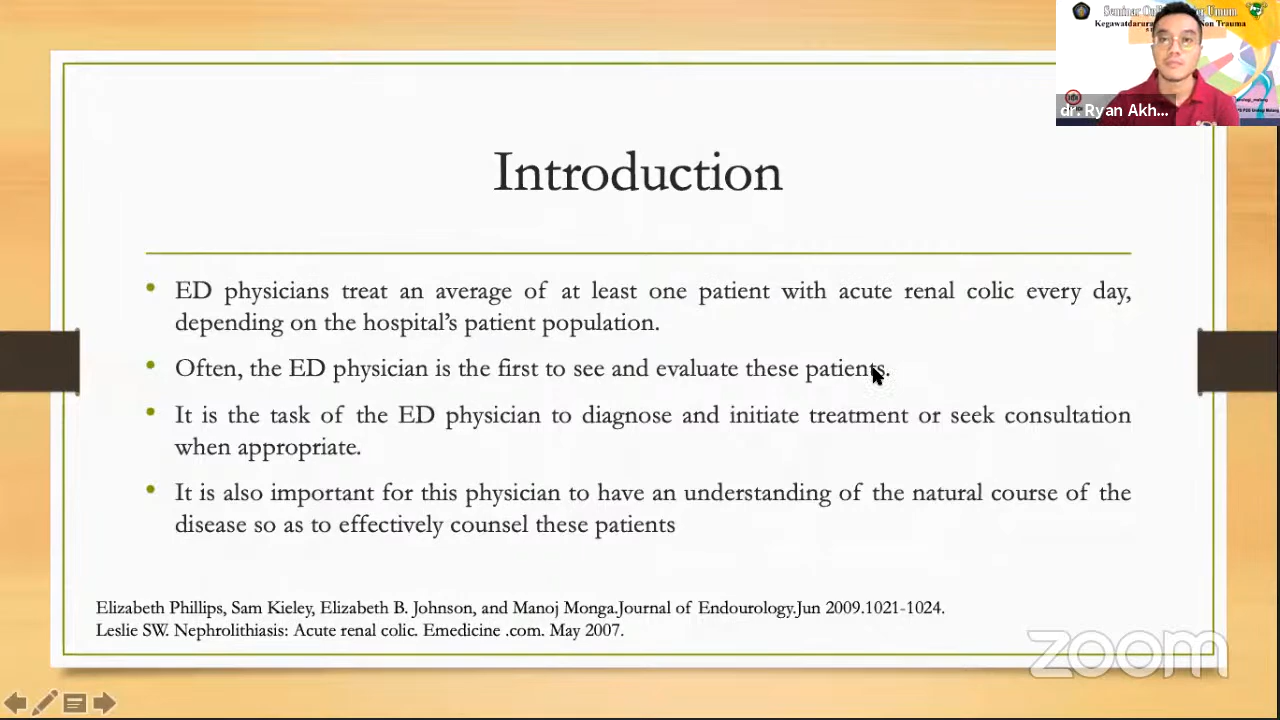 Introduction
• ED physicians treat an average of at least one patient with acute renal colic every day,
depending on the hospital's patient population.
• Often, the ED physician is the first to see and evaluate these patients.
• It is the task of the ED physician to diagnose and initiate treatment or seek consultation
when appropriate.
• It is also important for this physician to have an understanding of the natural course of the
disease so as to effectively counsel these patients
Elizabeth Phillips, Sam Kieley, Elizabeth B. Johnson, and Manoj Monga.Journal of Endourology.Jun 2009.1021-1024.
Leslie SW. Nephrolithiasis: Acute renal colic. Emedicine .com. May 2007.
zoom
Seminar Umum
Non Trauma
dr. Ryan Akh...